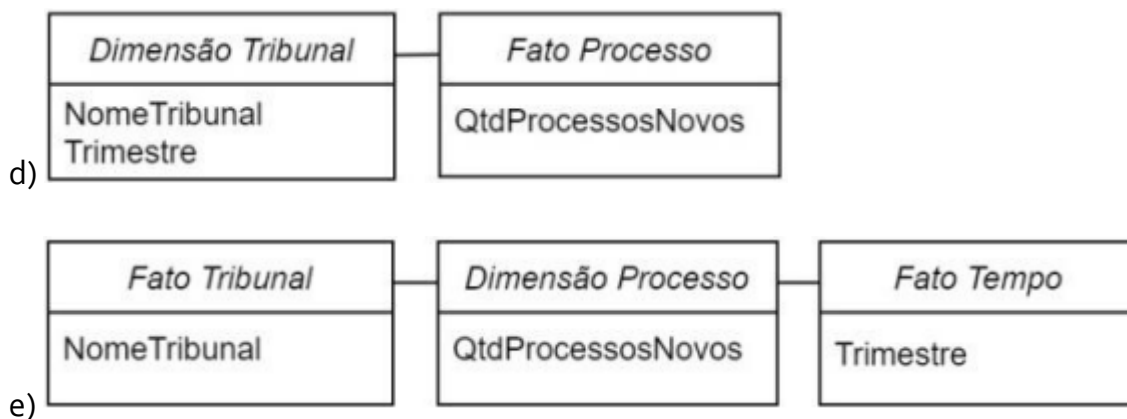 Dimensão Tribunal Fato Processo
NomeTribunal QtdProcessosNovos
Trimestre
d)
Fato Tribunal Dimensão Processo Fato Tempo
NomeTribunal QtdProcessosNovos Trimestre
e)